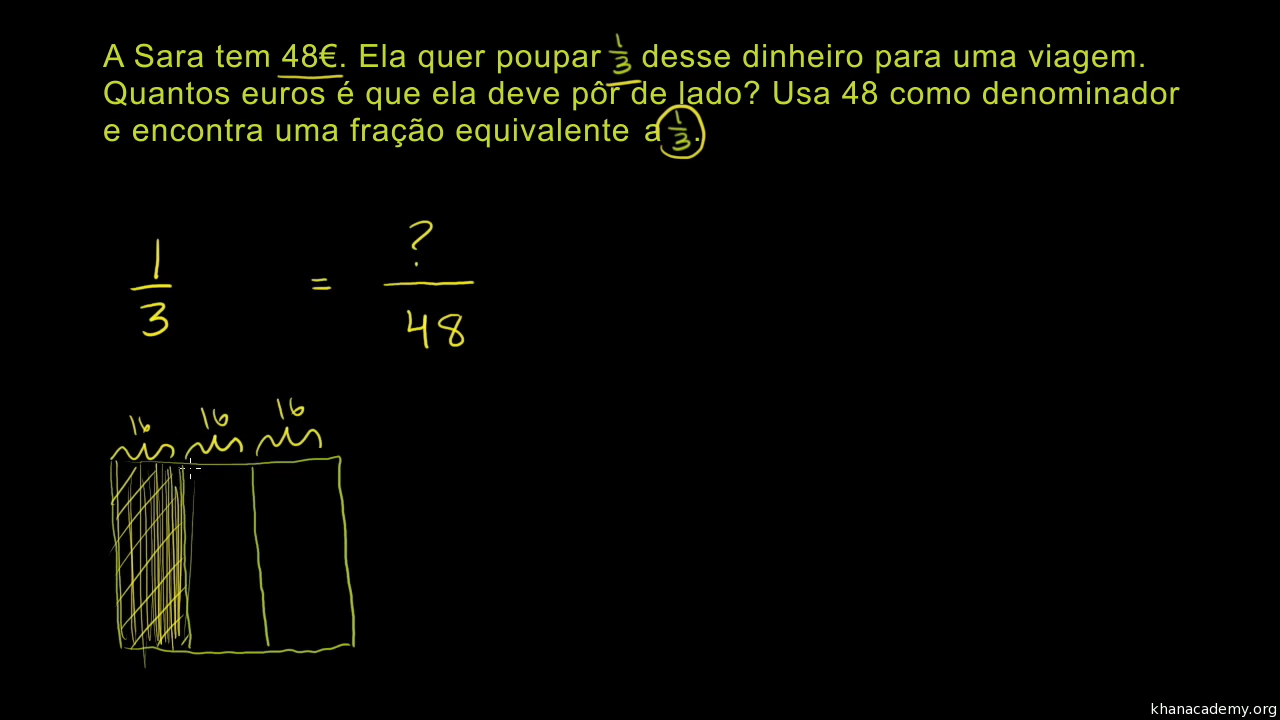 A Sara tem 48€. Ela quer poupar 1/3 desse dinheiro para uma viagem.
Quantos euros é que ela deve pôr de lado? Usa 48 como denominador
e encontra uma fração equivalente a 1/3.
1/3 = ?/48
16 16 16
khanacademy.org